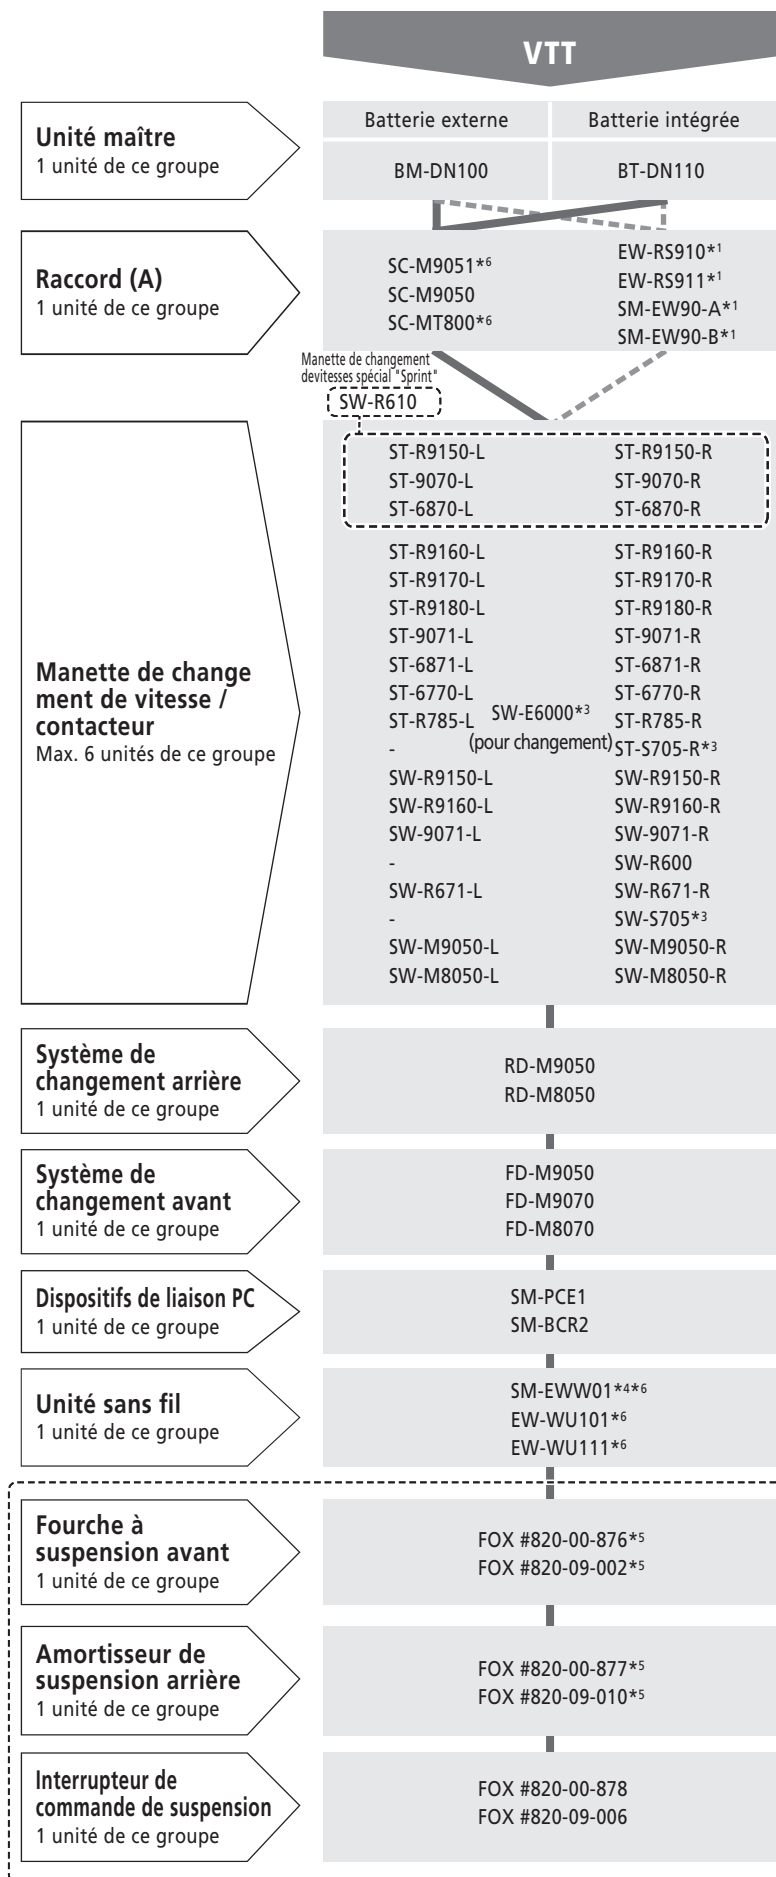 VTT
Unité maître
1 unité de ce groupe
Batterie externe
Batterie intégrée
BM-DN100
BT-DN110
Raccord (A)
1 unité de ce groupe
SC-M9051*6
SC-M9050
SC-MT800*6
EW-RS910*1
EW-RS911*1
SM-EW90-A*1
SM-EW90-B*1
Manette de changement
devitesses spécial "Sprint"
SW-R610
Manette de change
ment de vitesse /
contacteur
Max. 6 unités de ce groupe
ST-R9150-L ST-R9150-R
ST-9070-L ST-9070-R
ST-6870-L ST-6870-R
ST-R9160-L ST-R9160-R
ST-R9170-L ST-R9170-R
ST-R9180-L ST-R9180-R
ST-9071-L ST-9071-R
ST-6871-L ST-6871-R
ST-6770-L ST-6770-R
ST-R785-L SW-E6000*3 ST-R785-R
- (pour changement) ST-S705-R*3
SW-R9150-L SW-R9150-R
SW-R9160-L SW-R9160-R
SW-9071-L SW-9071-R
- SW-R600
SW-R671-L SW-R671-R
- SW-S705*3
SW-M9050-L SW-M9050-R
SW-M8050-L SW-M8050-R
Système de
changement arrière
1 unité de ce groupe
RD-M9050
RD-M8050
Système de
changement avant
1 unité de ce groupe
FD-M9050
FD-M9070
FD-M8070
Dispositifs de liaison PC
1 unité de ce groupe
SM-PCE1
SM-BCR2
Unité sans fil
1 unité de ce groupe
SM-EWW01*4*6
EW-WU101*6
EW-WU111*6
Fourche à
suspension avant
1 unité de ce groupe
FOX #820-00-876*5
FOX #820-09-002*5
Amortisseur de
suspension arrière
1 unité de ce groupe
FOX #820-00-877*5
FOX #820-09-010*5
Interrupteur de
commande de suspension
1 unité de ce groupe
FOX #820-00-878
FOX #820-09-006